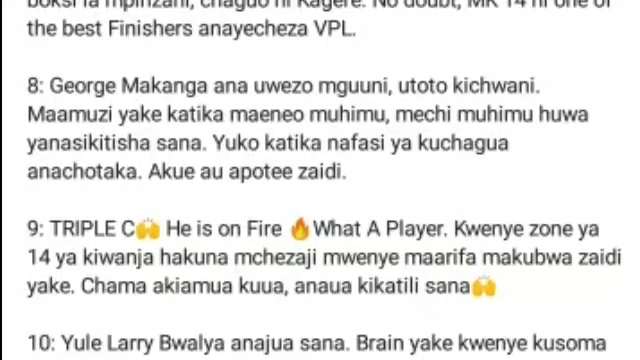 boksi la mpinzani, chaguo ni Kagere. No doubt, MK 14 ni one of
the best Finishers anayecheza VPL.
8: George Makanga ana uwezo mguuni, utoto kichwani.
Maamuzi yake katika maeneo muhimu, mechi muhimu huwa
yanasikitisha sana. Yuko katika nafasi ya kuchagua
anachotaka. Akue au apotee zaidi.
9: TRIPLE C🙌 He is on Fire 🔥What A Player. Kwenye zone ya
14 ya kiwanja hakuna mchezaji mwenye maarifa makubwa zaidi
yake. Chama akiamua kuua, anaua kikatili sana🙌
10: Yule Larry Bwalya anajua sana. Brain yake kwenye kusoma